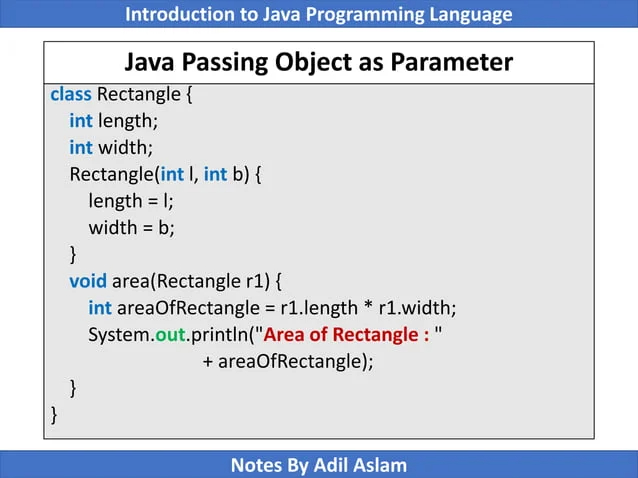 Introduction to Java Programming Language
Java Passing Object as Parameter
class Rectangle {
int length;
int width;
Rectangle(int l, int b) {
length = l;
width = b;
}
void area(Rectangle r1) {
int areaOfRectangle = r1.length * r1.width;
System.out.println("Area of Rectangle : "
+ areaOfRectangle);
}
}
Notes By Adil Aslam